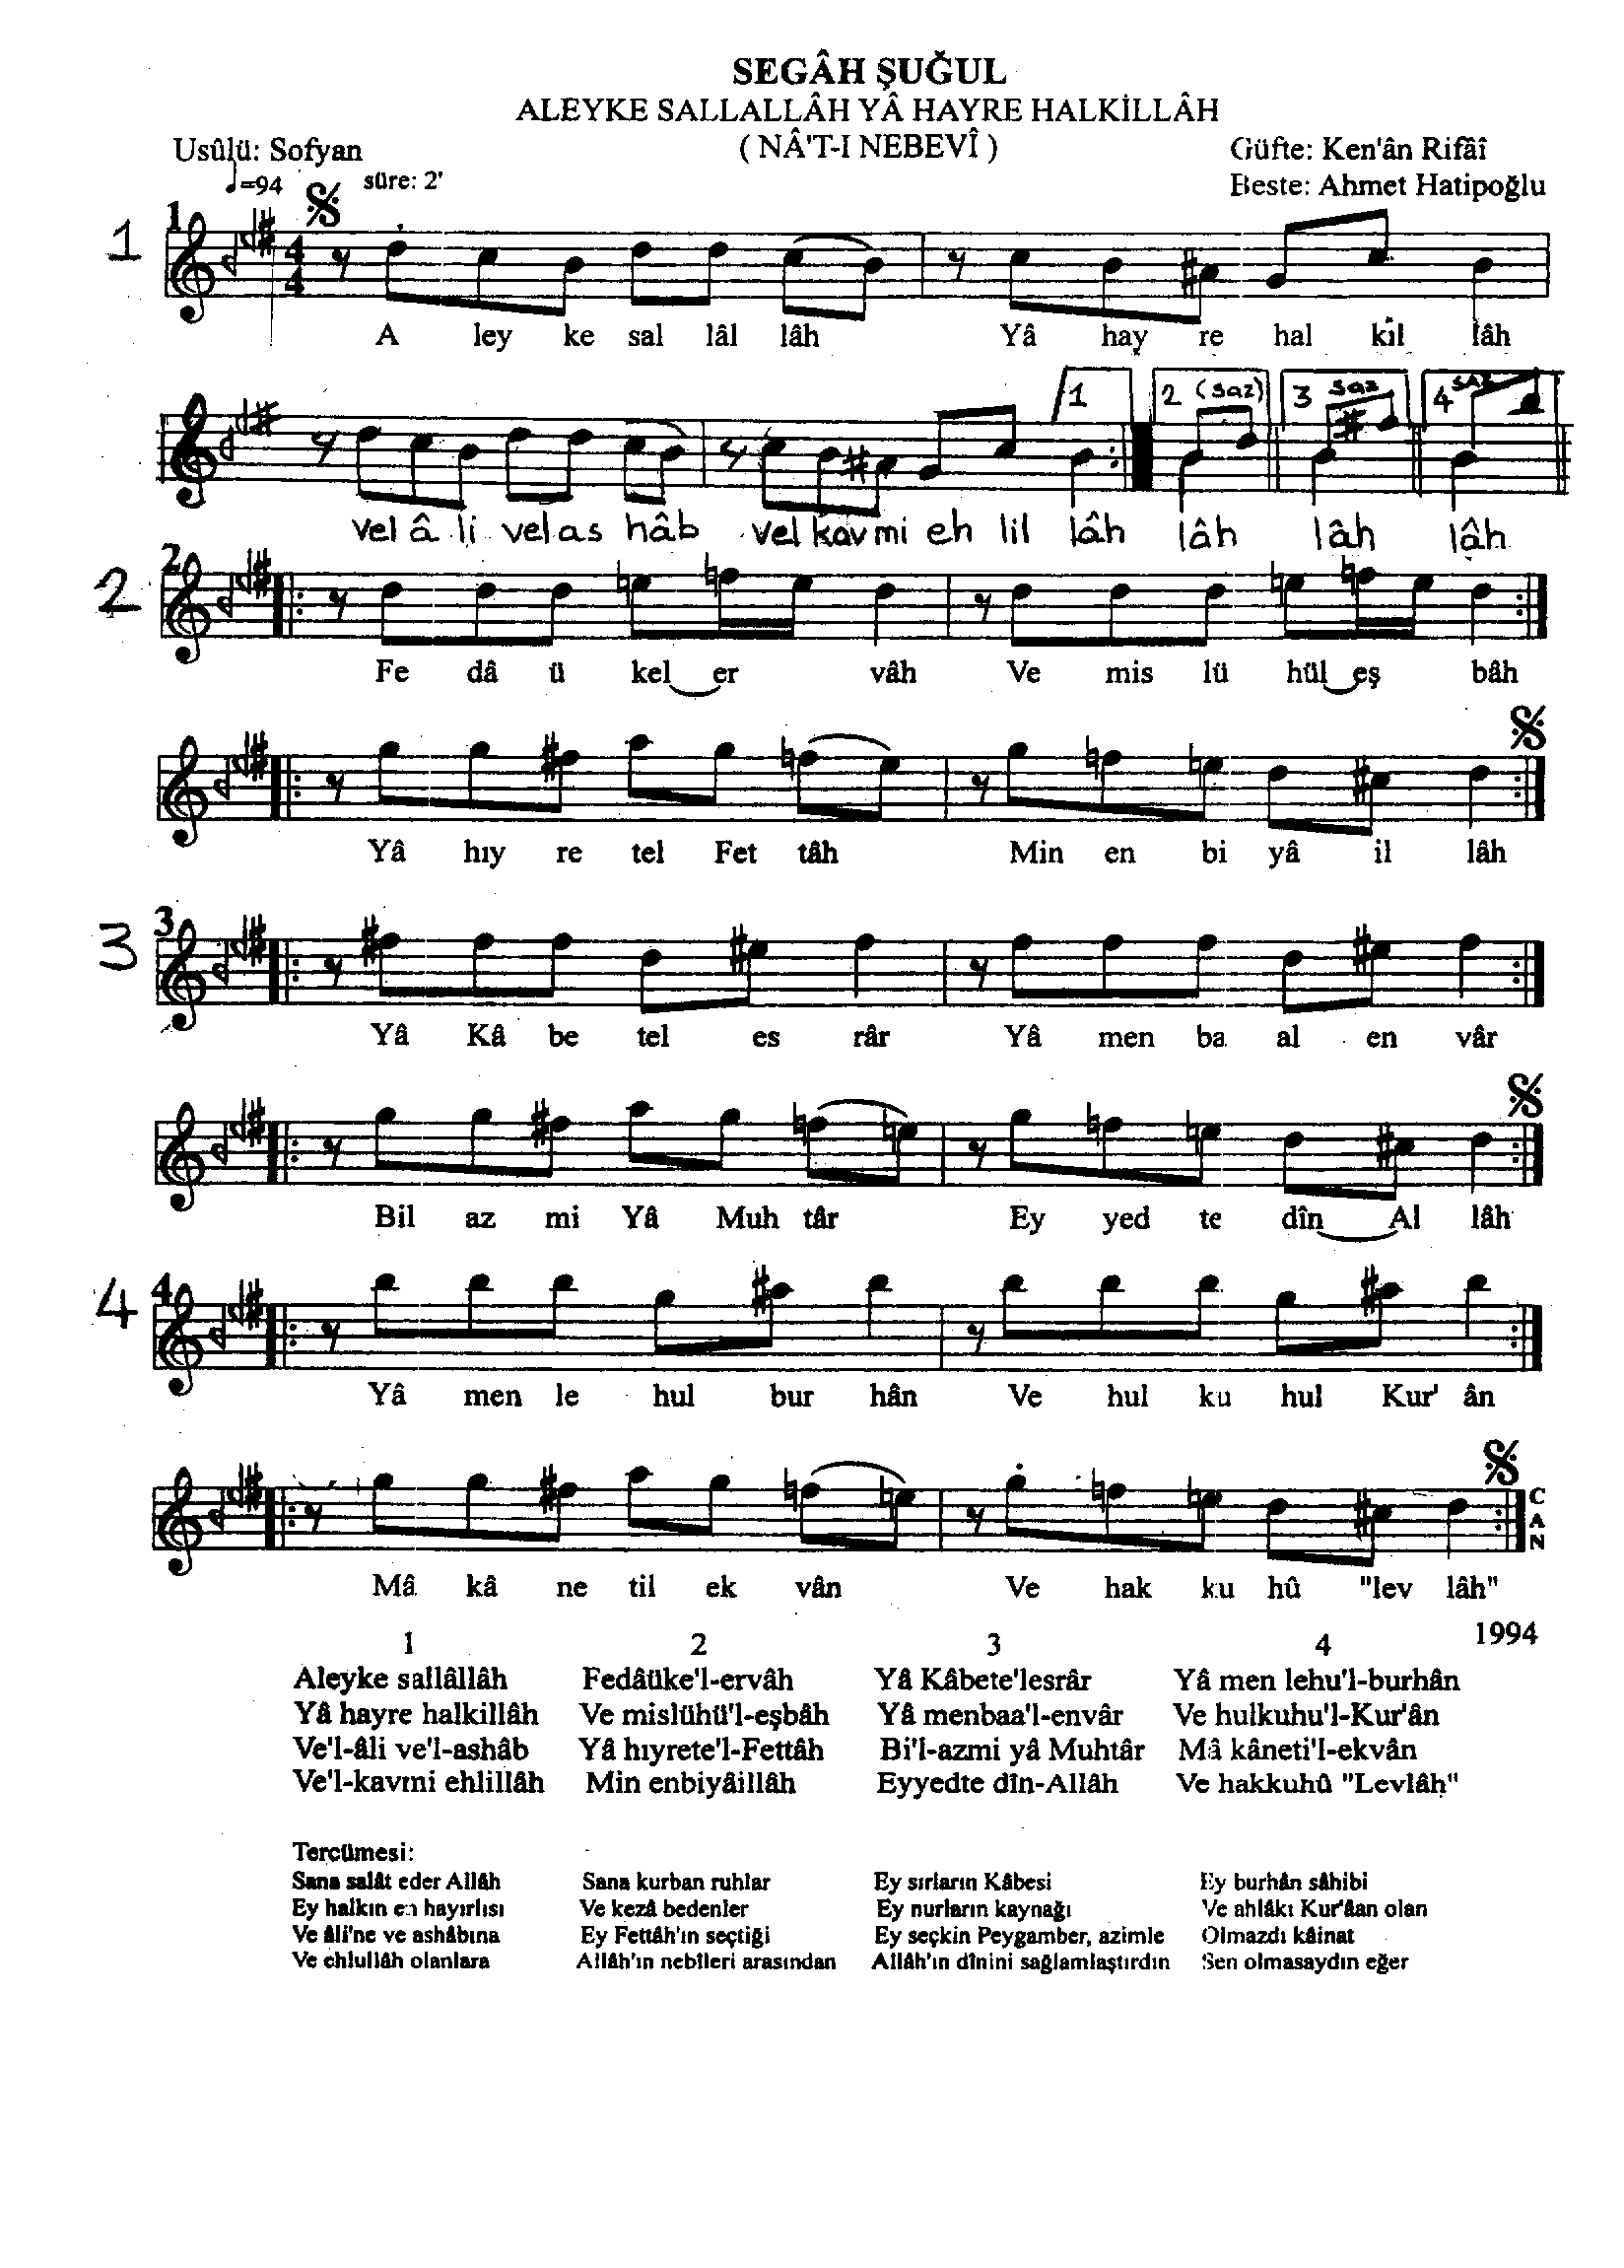 SEGÂH ŞUĞUL
ALEYKE SALLALLÂH YÂ HAYRE HALKİLLÂH
( NÂ'T-I NEBEVÎ )
Usûlü: Sofyan
Güfte: Ken'ân Rifâî
♩=94 süre: 2'
Beste: Ahmet Hatipoğlu
1 1
4 4
A ley ke sal lâl lâh Yâ hay re hal kil lâh
1 2 (saz) 3 saz 4 saz
vel â li vel as hâb vel kav mi eh lil lâh lâh lâh lâh
2 2
Fe dâ ü kel er vâh Ve mis lü hül eş bâh
Yâ hıy re tel Fet tâh Min en bi yâ il lâh
3 3
Yâ Kâ be tel es râr Yâ men ba al en vâr
Bil az mi Yâ Muh târ Ey yed te dîn Al lâh
4 4
Yâ men le hul bur hân Ve hul ku hul Kur' ân
CAN
Mâ kâ ne til ek vân Ve hak ku hû "lev lâh"
1994
1 2 3 4
Aleyke sallâllâh Fedâüke'l-ervâh Yâ Kâbete'lesrâr Yâ men lehu'l-burhân
Yâ hayre halkillâh Ve mislühü'l-eşbâh Yâ menbaa'l-envâr Ve hulkuhu'l-Kur'ân
Ve'l-âli ve'l-ashâb Yâ hıyrete'l-Fettâh Bi'l-azmi yâ Muhtâr Mâ kâneti'l-ekvân
Ve'l-kavmi ehlillâh Min enbiyâillâh Eyyedte dîn-Allâh Ve hakkuhû "Levlâh"
Tercümesi:
Sana salât eder Allâh Sana kurban ruhlar Ey sırların Kâbesi Ey burhân sâhibi
Ey halkın en hayırlısı Ve kezâ bedenler Ey nurların kaynağı Ve ahlâkı Kur'âan olan
Ve âli'ne ve ashâbına Ey Fettâh'ın seçtiği Ey seçkin Peygamber, azimle Olmazdı kâinat
Ve ehlullâh olanlara Allâh'ın nebîleri arasından Allâh'ın dînini sağlamlaştırdın Sen olmasaydın eğer